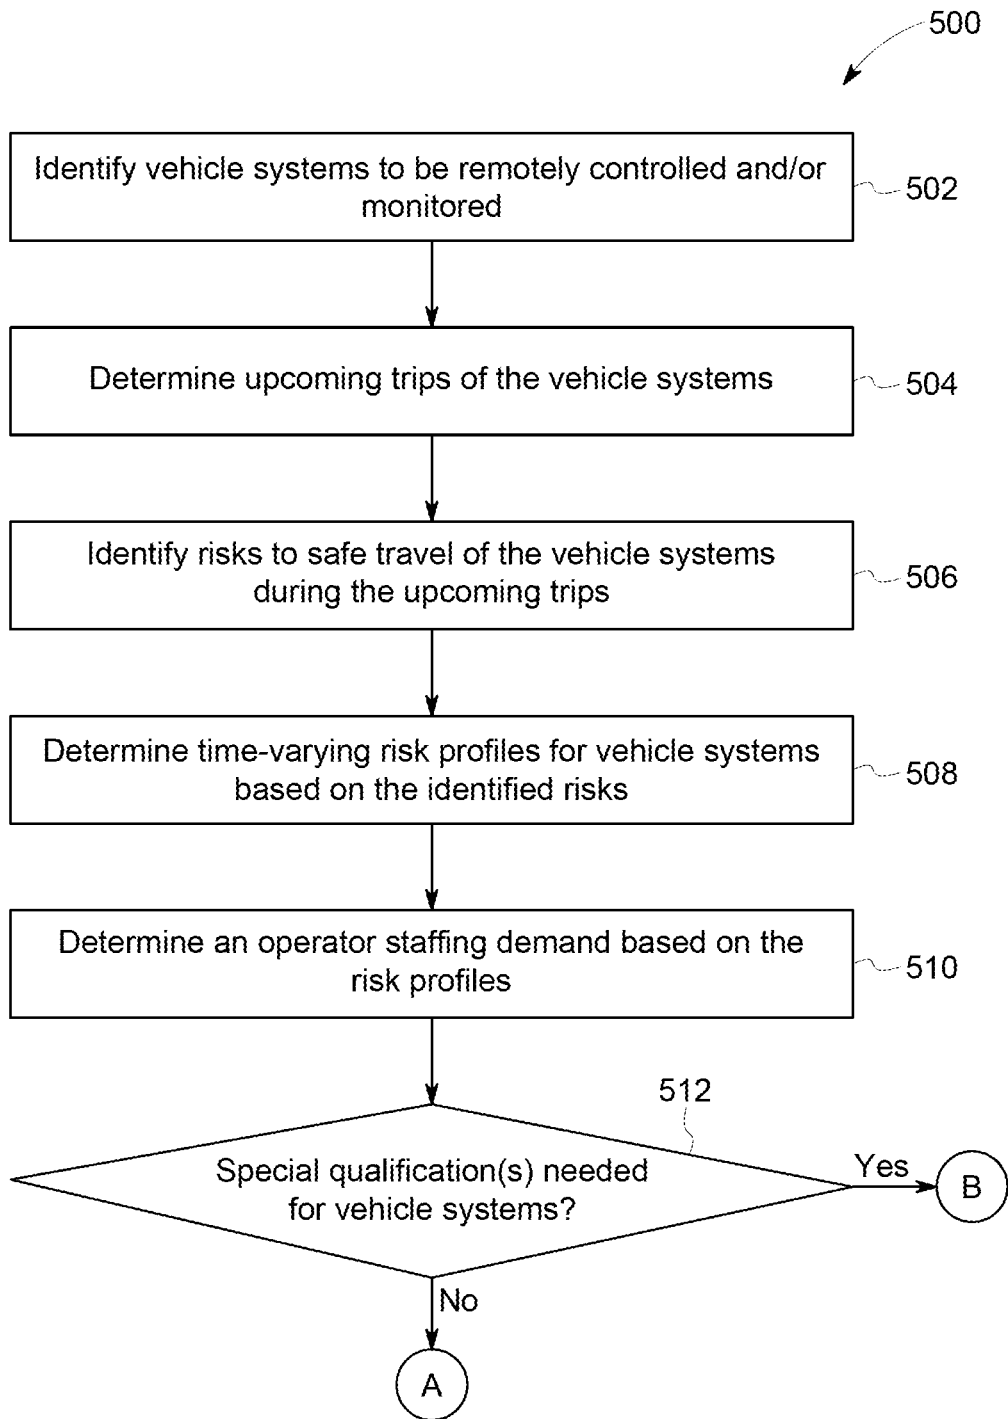 500
Identify vehicle systems to be remotely controlled and/or
monitored
502
Determine upcoming trips of the vehicle systems
504
Identify risks to safe travel of the vehicle systems
during the upcoming trips
506
Determine time-varying risk profiles for vehicle systems
based on the identified risks
508
Determine an operator staffing demand based on the
risk profiles
510
512
Special qualification(s) needed
for vehicle systems?
Yes
B
No
A